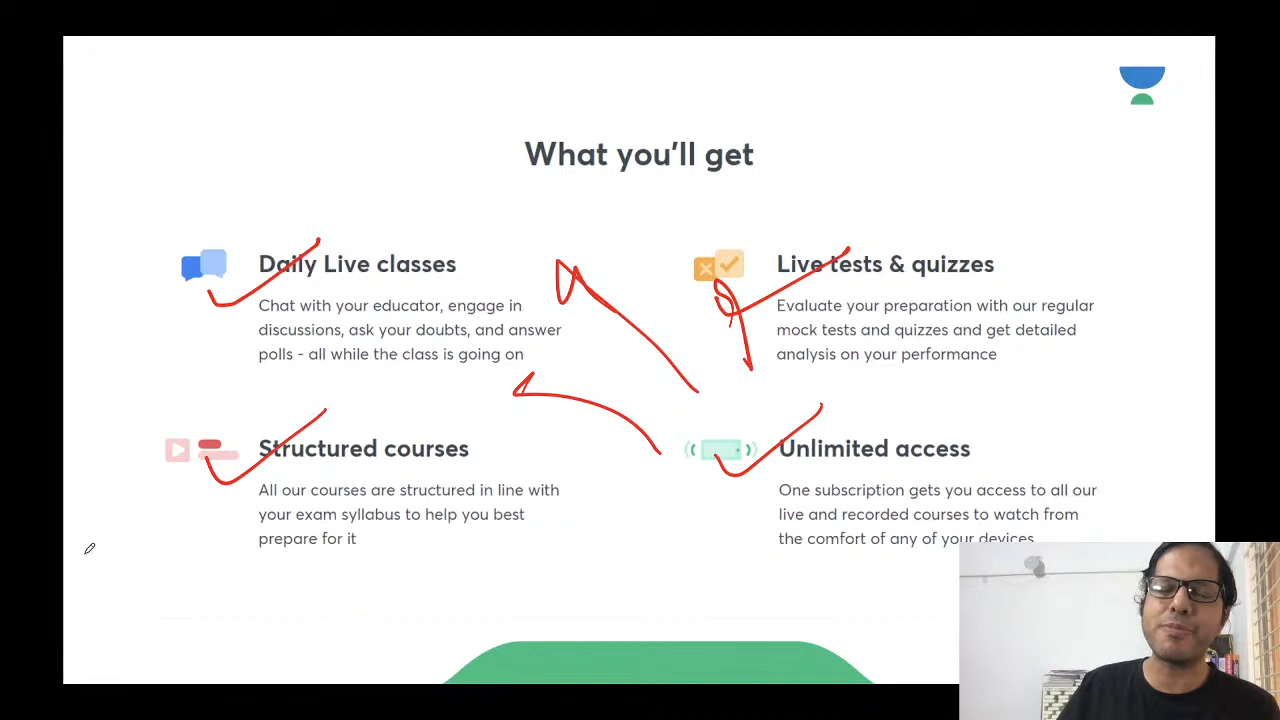 What you'll get
Daily Live classes
Chat with your educator, engage in
discussions, ask your doubts, and answer
polls - all while the class is going on
Live tests & quizzes
Evaluate your preparation with our regular
mock tests and quizzes and get detailed
analysis on your performance
Structured courses
All our courses are structured in line with
your exam syllabus to help you best
prepare for it
Unlimited access
One subscription gets you access to all our
live and recorded courses to watch from
the comfort of any of your devices